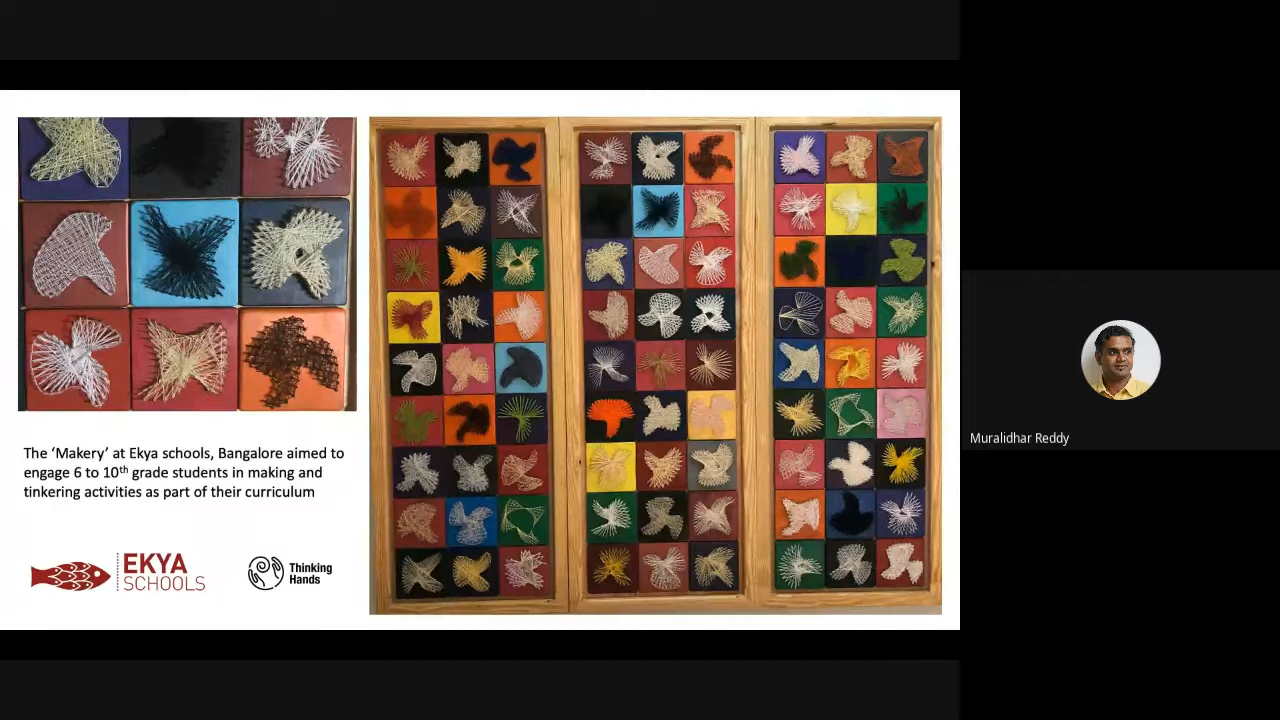 The ‘Makery’ at Ekya schools, Bangalore aimed to
engage 6 to 10th grade students in making and
tinkering activities as part of their curriculum
EKYA
SCHOOLS
Thinking
Hands
Muralidhar Reddy